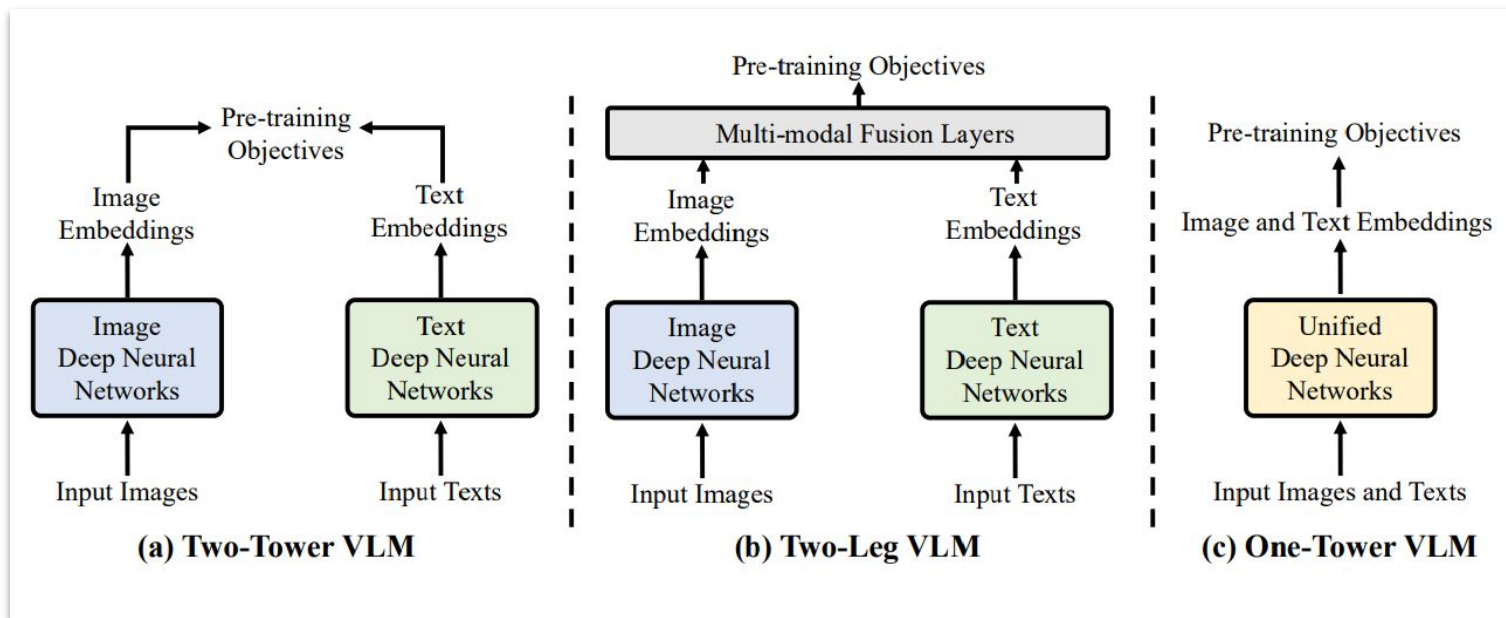 Pre-training
Objectives
Image
Embeddings
Text
Embeddings
Image
Deep Neural
Networks
Text
Deep Neural
Networks
Input Images
Input Texts
(a) Two-Tower VLM
Pre-training Objectives
Multi-modal Fusion Layers
Image
Embeddings
Text
Embeddings
Image
Deep Neural
Networks
Text
Deep Neural
Networks
Input Images
Input Texts
(b) Two-Leg VLM
Pre-training Objectives
Image and Text Embeddings
Unified
Deep Neural
Networks
Input Images and Texts
(c) One-Tower VLM